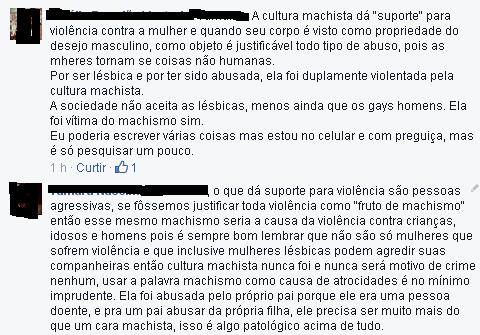 A cultura machista dá "suporte" para
violência contra a mulher e quando seu corpo é visto como propriedade do
desejo masculino, como objeto é justificável todo tipo de abuso, pois as
mheres tornam se coisas não humanas.
Por ser lésbica e por ter sido abusada, ela foi duplamente violentada pela
cultura machista.
A sociedade não aceita as lésbicas, menos ainda que os gays homens. Ela
foi vítima do machismo sim.
Eu poderia escrever várias coisas mas estou no celular e com preguiça, mas
é só pesquisar um pouco.
1 h · Curtir · 1
, o que dá suporte para violência são pessoas
agressivas, se fôssemos justificar toda violência como "fruto de machismo"
então esse mesmo machismo seria a causa da violência contra crianças,
idosos e homens pois é sempre bom lembrar que não são só mulheres que
sofrem violência e que inclusive mulheres lésbicas podem agredir suas
companheiras então cultura machista nunca foi e nunca será motivo de crime
nenhum, usar a palavra machismo como causa de atrocidades é no mínimo
imprudente. Ela foi abusada pelo próprio pai porque ele era uma pessoa
doente, e pra um pai abusar da própria filha, ele precisa ser muito mais do
que um cara machista, isso é algo patológico acima de tudo.